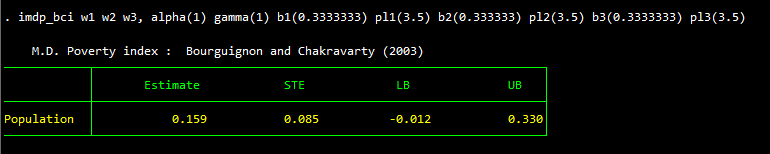 . imdp_bci w1 w2 w3, alpha(1) gamma(1) b1(0.3333333) pl1(3.5) b2(0.333333) pl2(3.5) b3(0.3333333) pl3(3.5)
M.D. Poverty index : Bourguignon and Chakravarty (2003)
Estimate STE LB UB
Population 0.159 0.085 -0.012 0.330